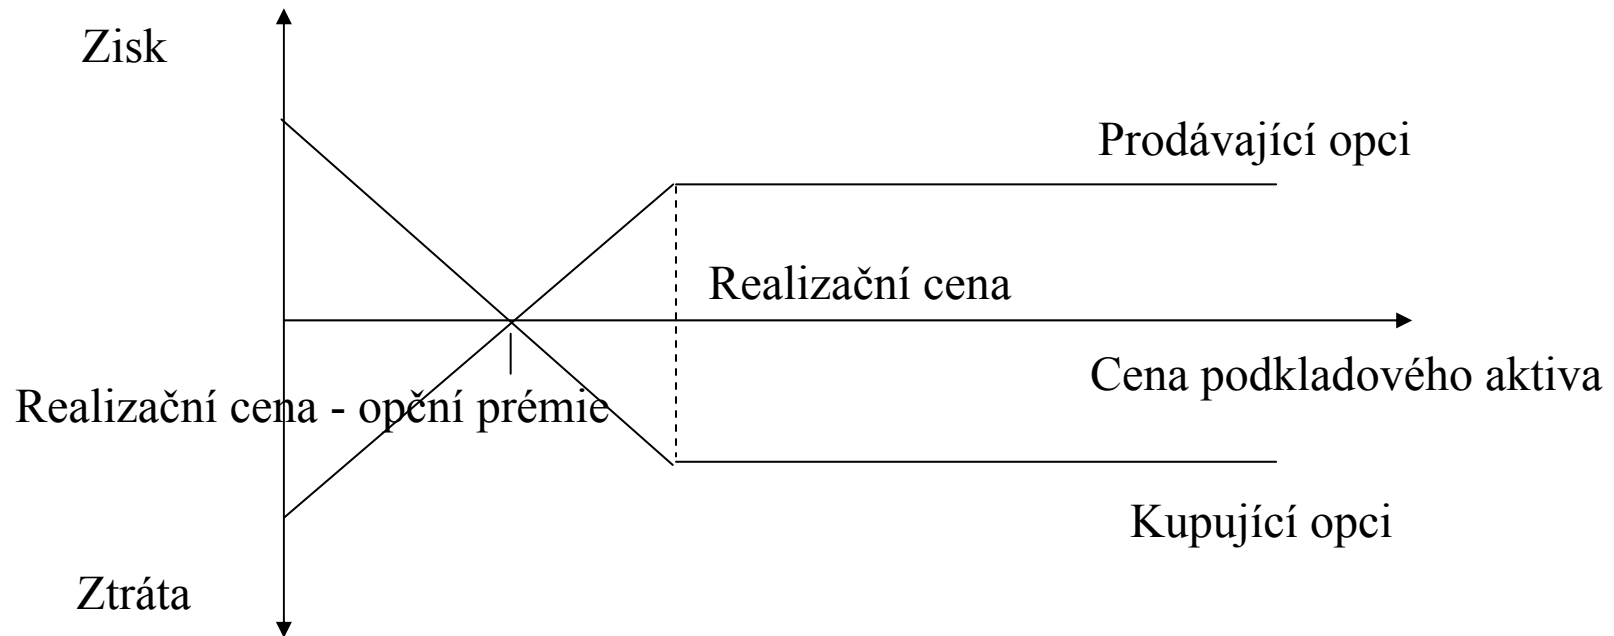 Zisk
Prodávající opci
Realizační cena
Cena podkladového aktiva
Realizační cena - opční prémie
Kupující opci
Ztráta